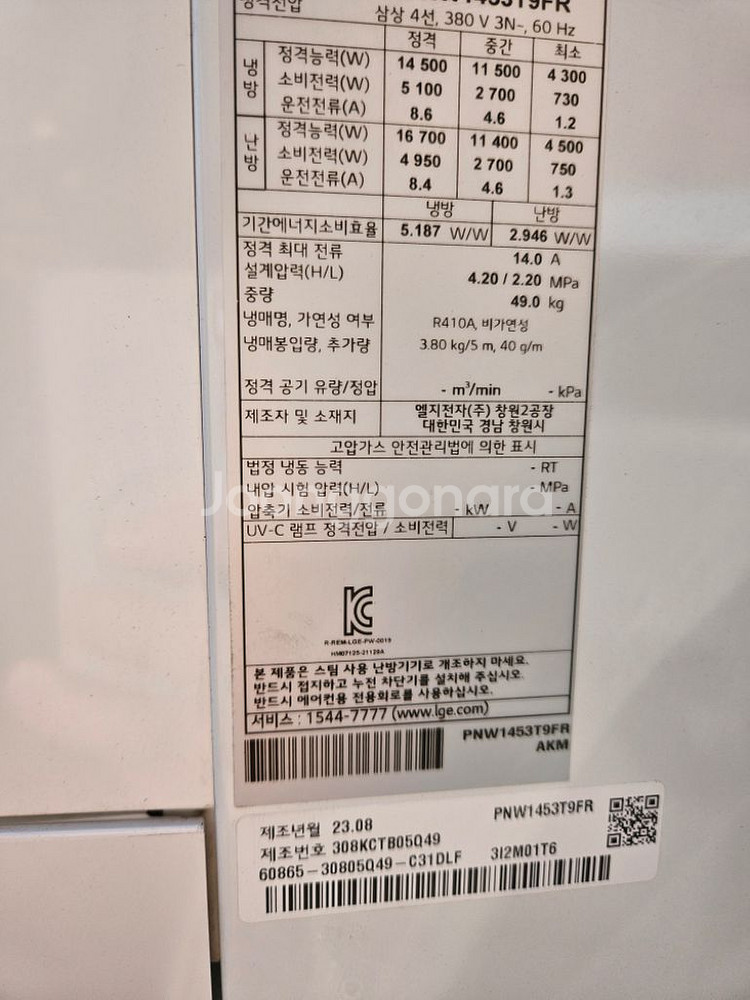 정격전압 삼상 4선, 380 V 3N~, 60 Hz
정격 중간 최소
냉방 정격능력(W) 14 500 11 500 4 300
소비전력(W) 5 100 2 700 730
운전전류(A) 8.6 4.6 1.2
난방 정격능력(W) 16 700 11 400 4 500
소비전력(W) 4 950 2 700 750
운전전류(A) 8.4 4.6 1.3
냉방 난방
기간에너지소비효율 5.187 W/W 2.946 W/W
정격 최대 전류 14.0 A
설계압력(H/L) 4.20 / 2.20 MPa
중량 49.0 kg
냉매명, 가연성 여부 R410A, 비가연성
냉매봉입량, 추가량 3.80 kg/5 m, 40 g/m
정격 공기 유량/정압 - m³/min - kPa
제조자 및 소재지 엘지전자(주) 창원2공장
대한민국 경남 창원시
고압가스 안전관리법에 의한 표시
법정 냉동 능력 - RT
내압 시험 압력(H/L) - MPa
압축기 소비전력/전류 - kW - A
UV-C 램프 정격전압 / 소비전력 - V - W
R-REM-LGE-PW-0019
HM07125-21129A
본 제품은 스팀 사용 난방기기로 개조하지 마세요.
반드시 접지하고 누전 차단기를 설치해 주십시오.
반드시 에어컨용 전용회로를 사용하십시오.
서비스 : 1544-7777 (www.lge.com)
PNW1453T9FR
AKM
제조년월 23.08 PNW1453T9FR
제조번호 308KCTB05Q49
60865-30805Q49-C31DLF 3I2M01T6